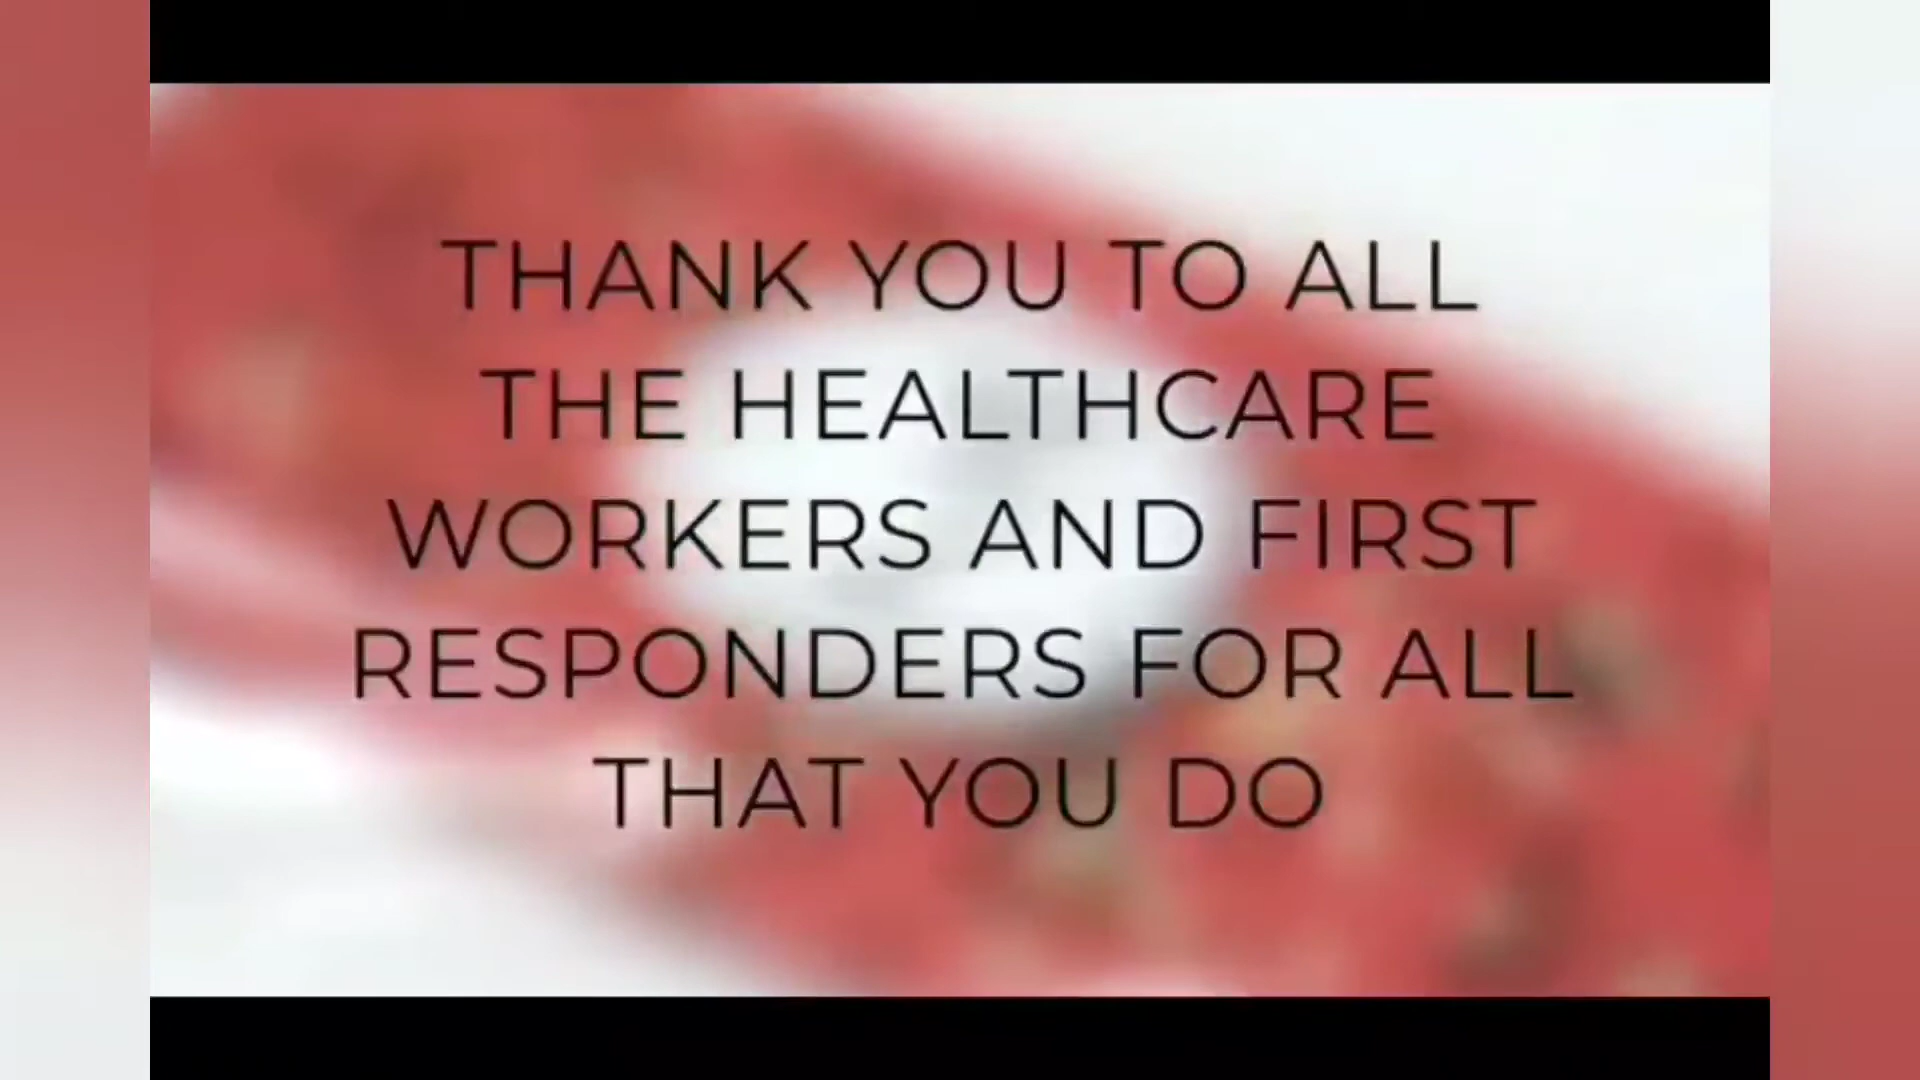 THANK YOU TO ALL
THE HEALTHCARE
WORKERS AND FIRST
RESPONDERS FOR ALL
THAT YOU DO